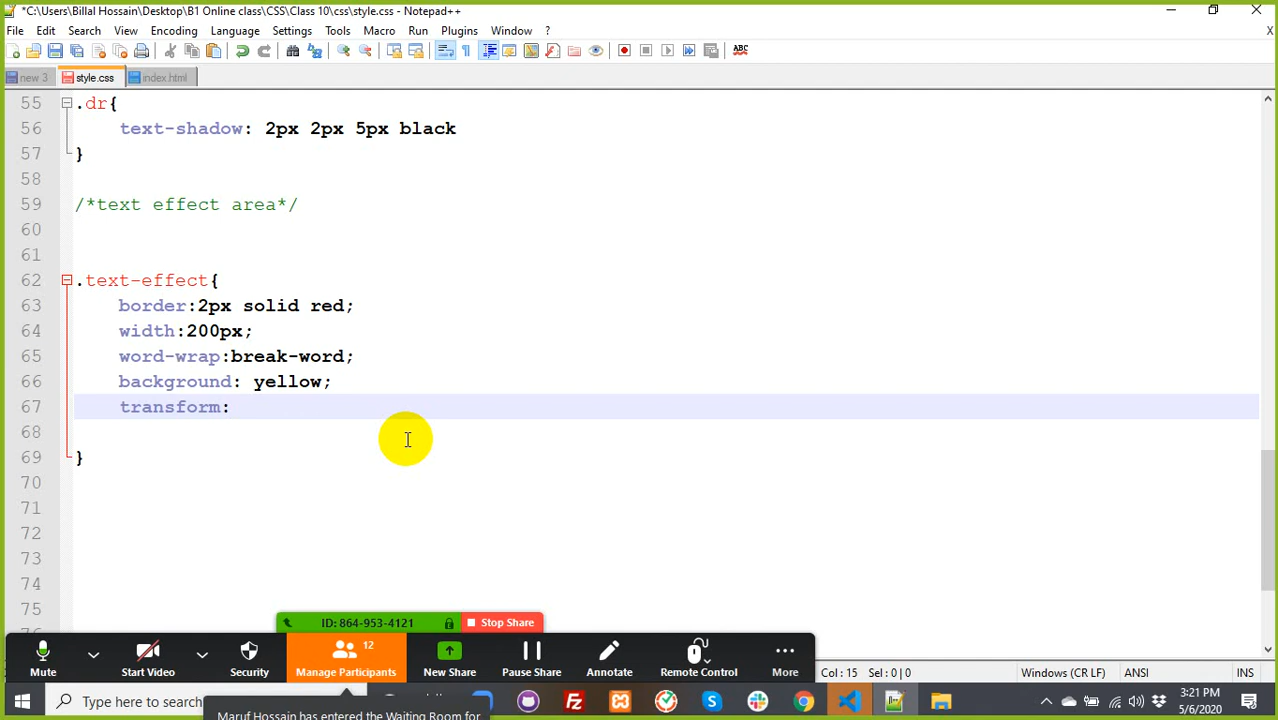 *C:\Users\Billal Hossain\Desktop\B1 Online class\CSS\Class 10\css\style.css - Notepad++
File Edit Search View Encoding Language Settings Tools Macro Run Plugins Window ? X
new 3 style.css index.html
55 .dr{
56 text-shadow: 2px 2px 5px black
57 }
58
59 /*text effect area*/
60
61
62 .text-effect{
63 border:2px solid red;
64 width:200px;
65 word-wrap:break-word;
66 background: yellow;
67 transform:
68
69 }
70
71
72
73
74
75
ID: 864-953-4121 Stop Share
12
Mute Start Video Security Manage Participants New Share Pause Share Annotate Remote Control More
Col : 15 Sel : 0 | 0 Windows (CR LF) ANSI INS
Type here to search
Maruf Hossain has entered the Waiting Room for
3:21 PM
5/6/2020